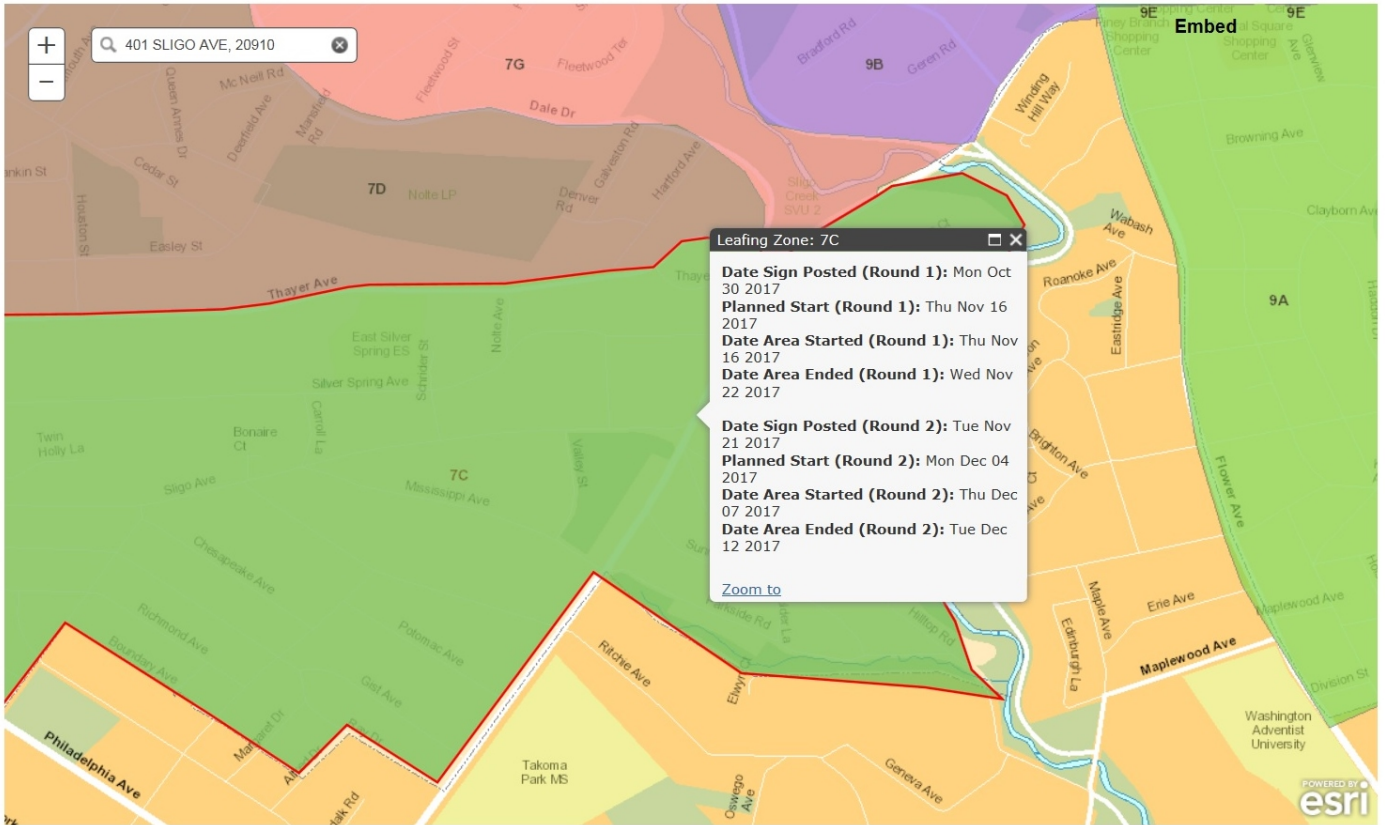 9E
9E
Embed
Piney Branch
Shopping
Center
Shopping
Center
Glenview
Ave
+
401 SLIGO AVE, 20910
−
Mc Neill Rd
Queen Annes Dr
Deerfield Ave
Mansfield
Rd
Fleetwood St
Fleetwood Ter
7G
Dale Dr
Bradford Rd
9B
Geren Rd
Winding
Hill Way
Browning Ave
Cedar St
Houston St
Easley St
7D
Nolte LP
Denver
Rd
Galveston Rd
Hartford Ave
Sligo
Creek
SVU 2
Wabash
Ave
Clayborn Ave
Roanoke Ave
Eastridge Ave
9A
Thayer Ave
East Silver
Spring ES
Nolte Ave
Schrider St
Silver Spring Ave
Carroll La
Twin
Holly La
Bonaire
Ct
7C
Sligo Ave
Mississippi Ave
Valley St
Leafing Zone: 7C
Date Sign Posted (Round 1): Mon Oct
30 2017
Planned Start (Round 1): Thu Nov 16
2017
Date Area Started (Round 1): Thu Nov
16 2017
Date Area Ended (Round 1): Wed Nov
22 2017
Date Sign Posted (Round 2): Tue Nov
21 2017
Planned Start (Round 2): Mon Dec 04
2017
Date Area Started (Round 2): Thu Dec
07 2017
Date Area Ended (Round 2): Tue Dec
12 2017
Zoom to
Brighton Ave
Flower Ave
Chesapeake Ave
Richmond Ave
Boundary Ave
Potomac Ave
Gist Ave
Parkside Rd
Hilltop Rd
Maple Ave
Erie Ave
Edinburgh La
Maplewood Ave
Maplewood Ave
Division St
Ritchie Ave
Margaret Dr
Philadelphia Ave
Takoma
Park MS
Geneva Ave
Oswego
Ave
Washington
Adventist
University
POWERED BY
esri